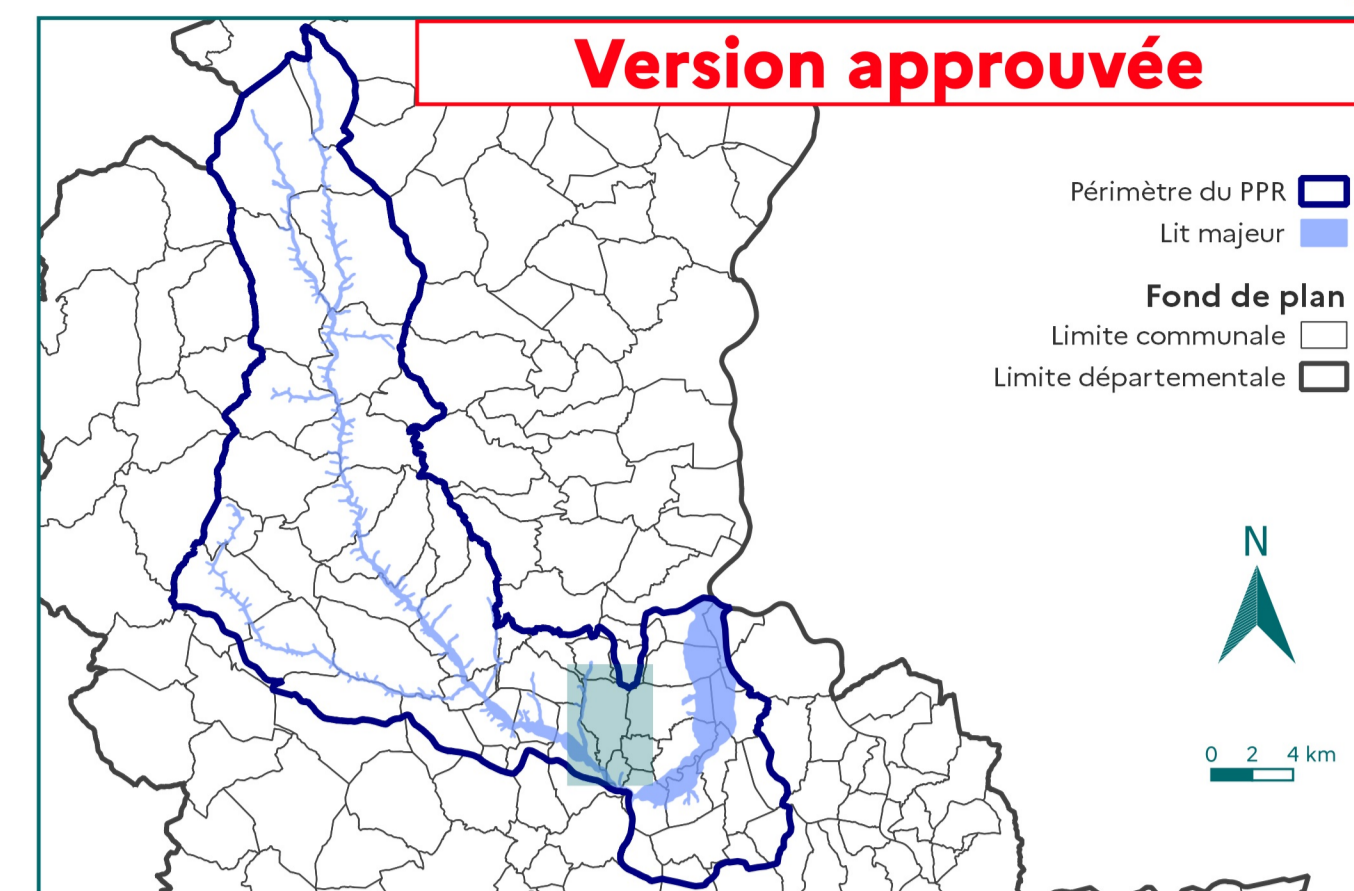 Version approuvée
Périmètre du PPR
Lit majeur
Fond de plan
Limite communale
Limite départementale
N
0 2 4 km